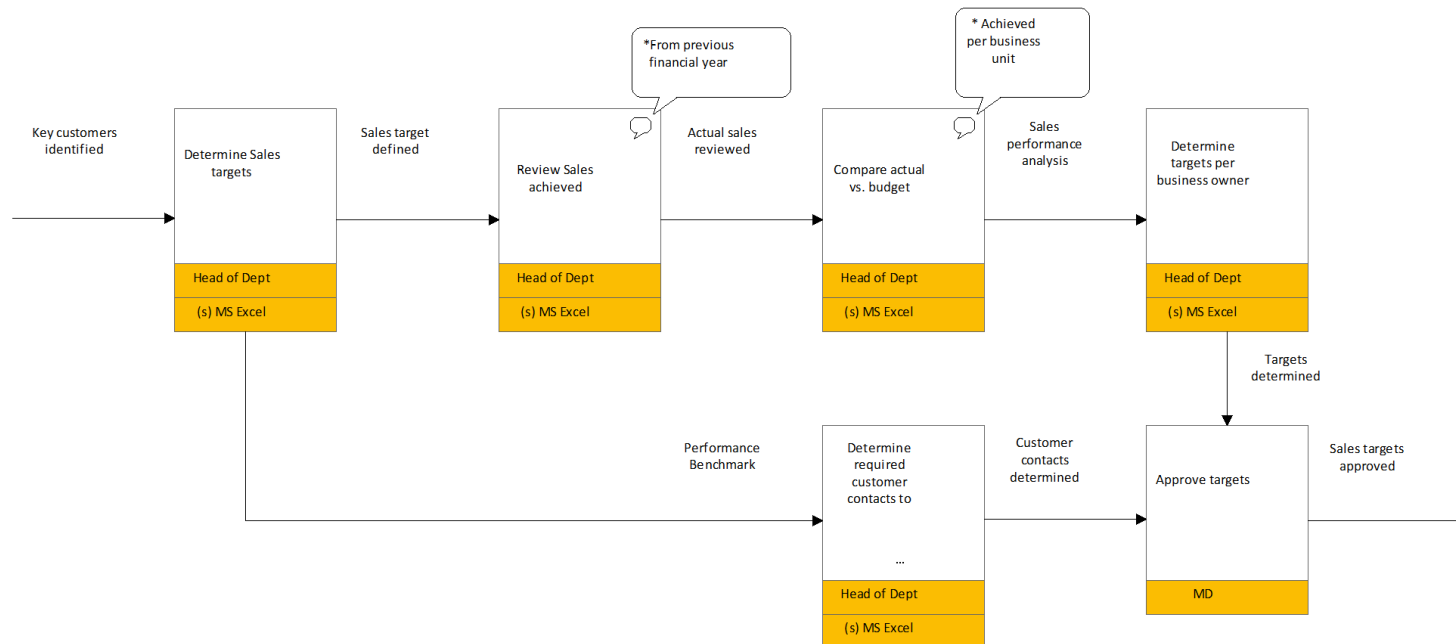 *From previous
financial year
* Achieved
per business
unit
Key customers
identified
Determine Sales
targets
Head of Dept
(s) MS Excel
Sales target
defined
Review Sales
achieved
Head of Dept
(s) MS Excel
Actual sales
reviewed
Compare actual
vs. budget
Head of Dept
(s) MS Excel
Sales
performance
analysis
Determine
targets per
business owner
Head of Dept
(s) MS Excel
Targets
determined
Performance
Benchmark
Determine
required
customer
contacts to
...
Head of Dept
(s) MS Excel
Customer
contacts
determined
Approve targets
MD
Sales targets
approved